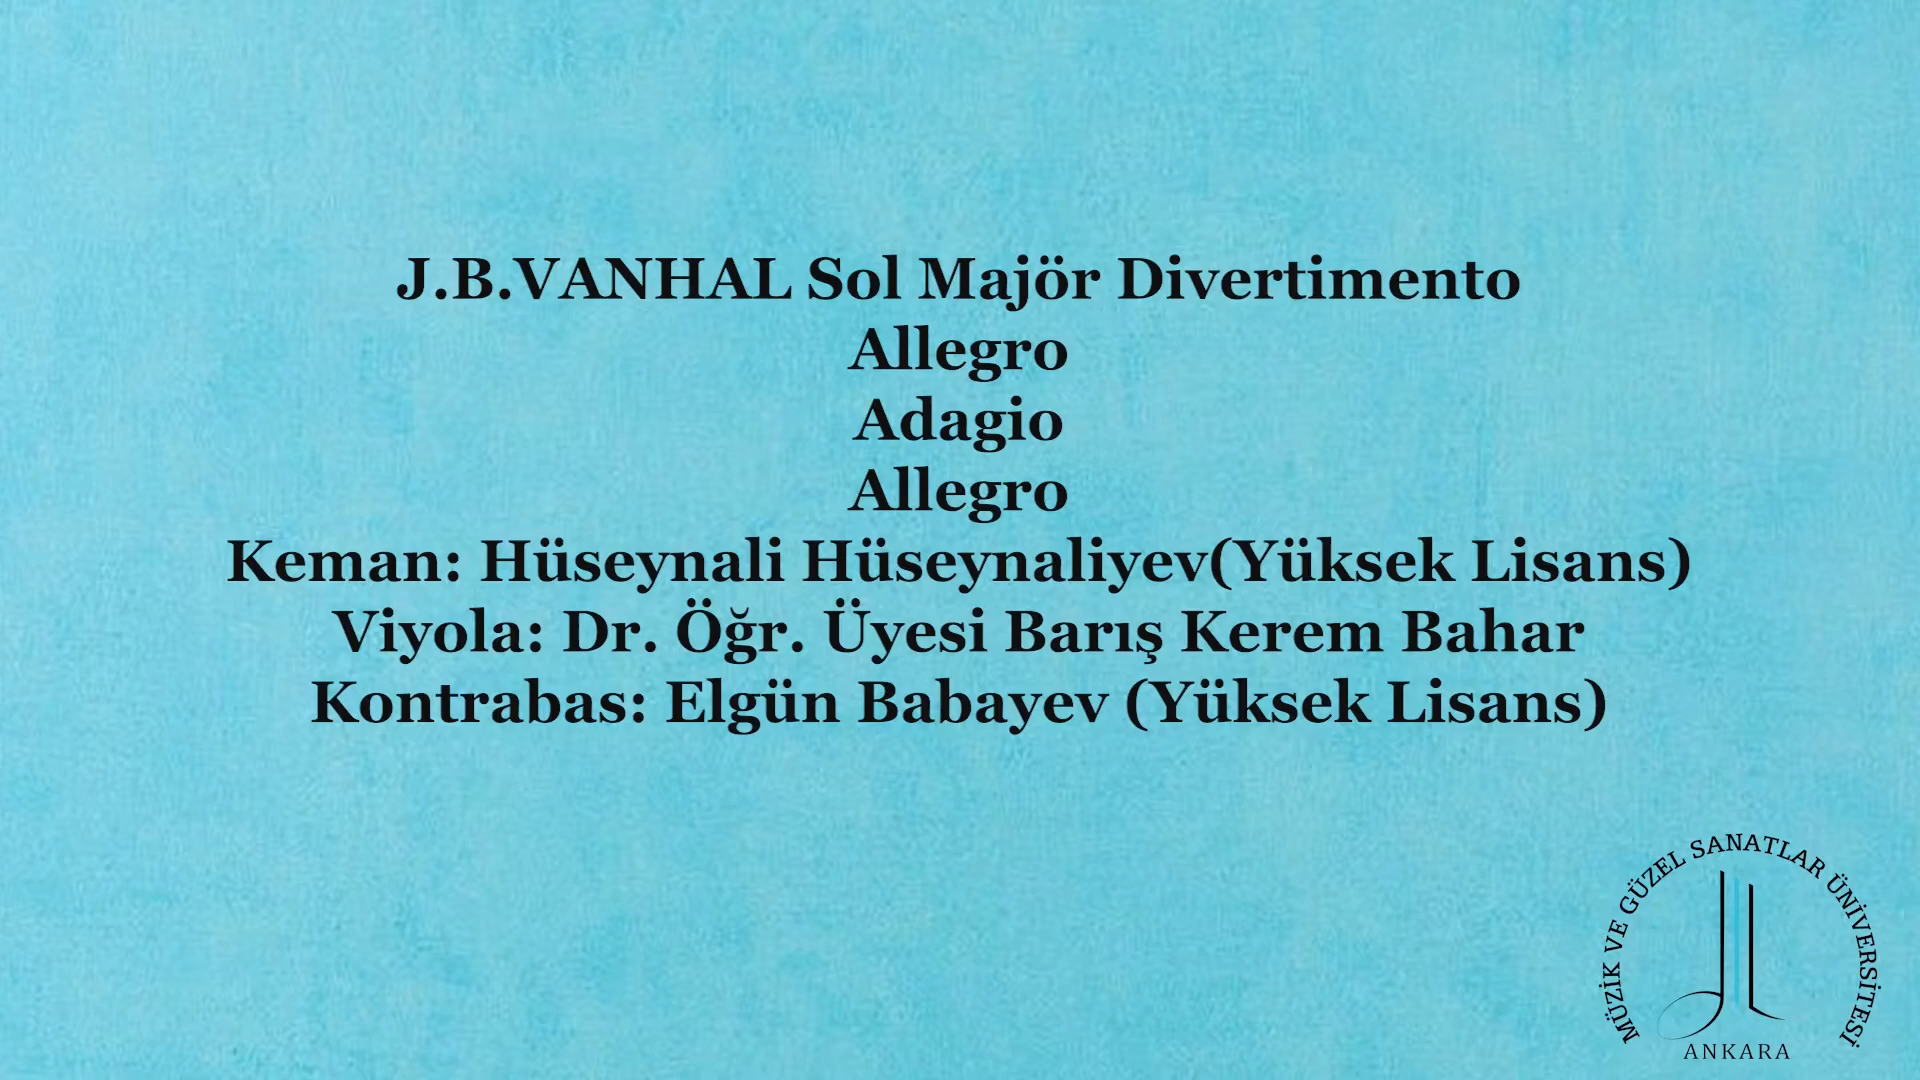 J.B.VANHAL Sol Majör Divertimento
Allegro
Adagio
Allegro
Keman: Hüseynali Hüseynaliyev(Yüksek Lisans)
Viyola: Dr. Öğr. Üyesi Barış Kerem Bahar
Kontrabas: Elgün Babayev (Yüksek Lisans)
MÜZİK VE GÜZEL SANATLAR ÜNİVERSİTESİ
ANKARA